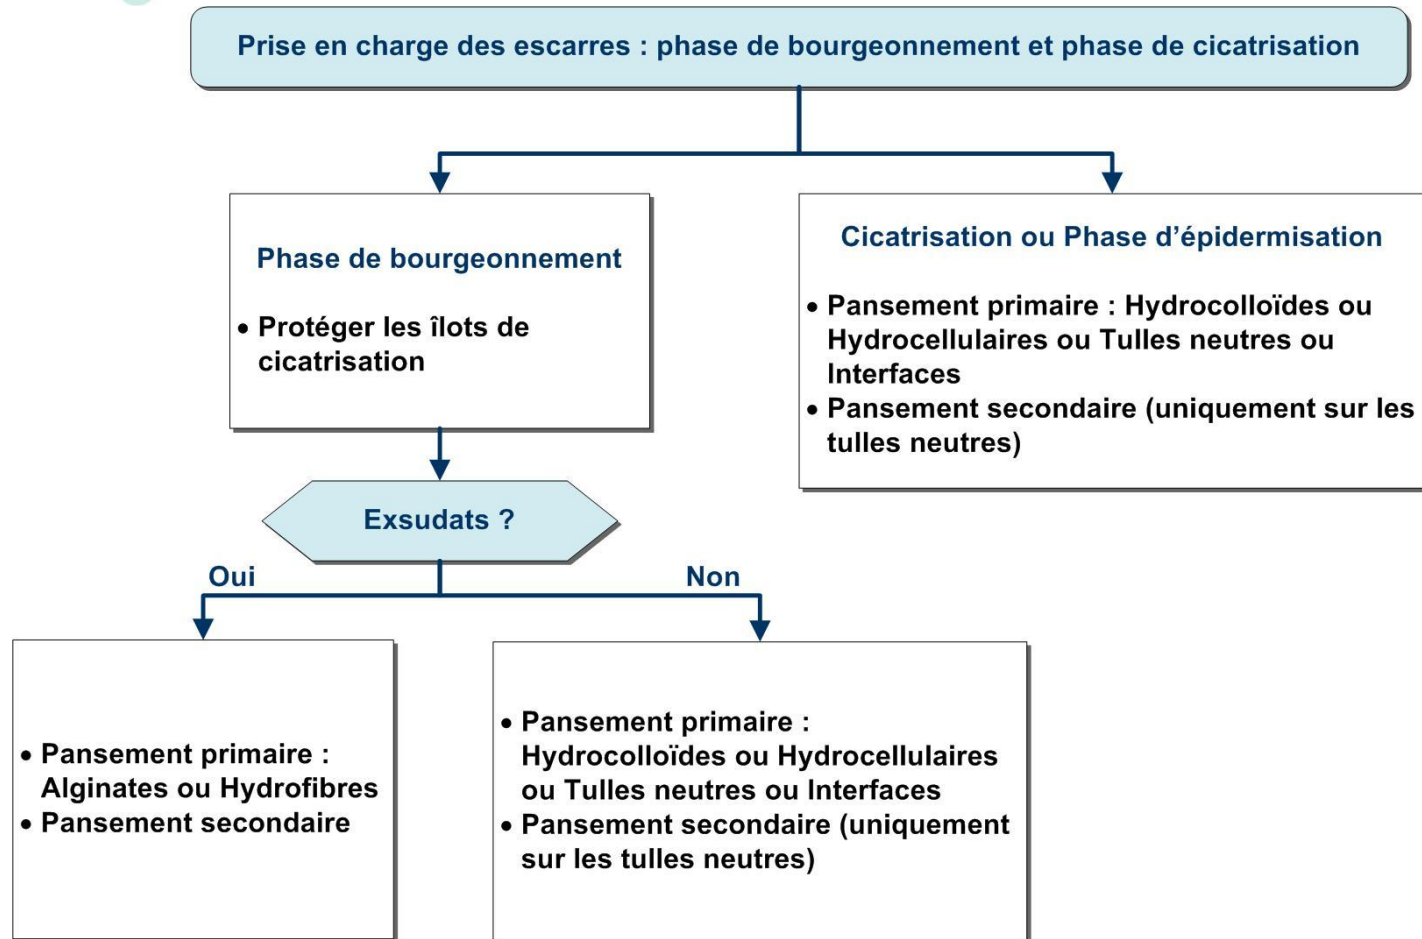 Prise en charge des escarres : phase de bourgeonnement et phase de cicatrisation
Phase de bourgeonnement
• Protéger les îlots de
cicatrisation
Cicatrisation ou Phase d’épidermisation
• Pansement primaire : Hydrocolloïdes ou
Hydrocellulaires ou Tulles neutres ou
Interfaces
• Pansement secondaire (uniquement sur les
tulles neutres)
Exsudats ?
Oui
Non
• Pansement primaire :
Alginates ou Hydrofibres
• Pansement secondaire
• Pansement primaire :
Hydrocolloïdes ou Hydrocellulaires
ou Tulles neutres ou Interfaces
• Pansement secondaire (uniquement
sur les tulles neutres)